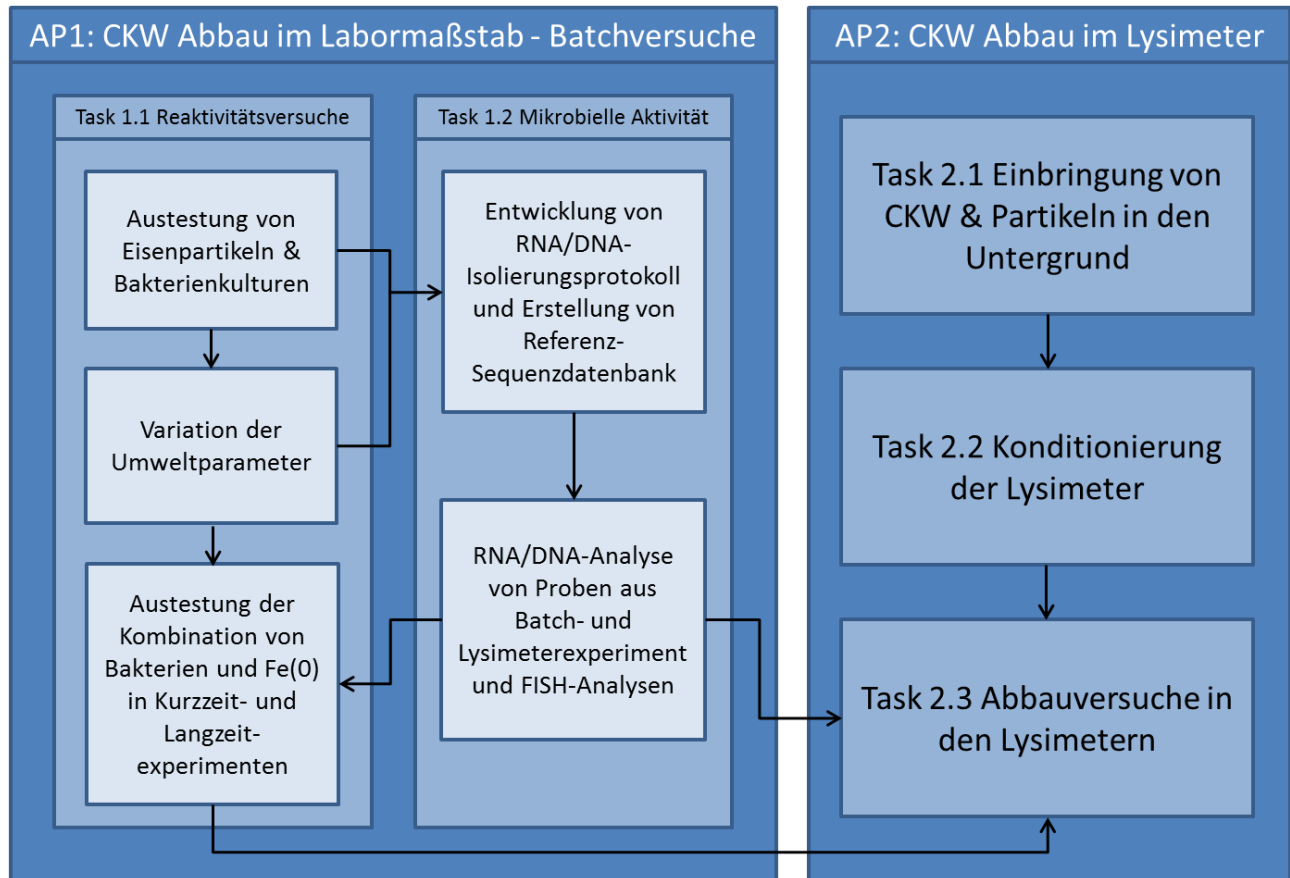 AP1: CKW Abbau im Labormaßstab - Batchversuche
Task 1.1 Reaktivitätsversuche
Austestung von
Eisenpartikeln &
Bakterienkulturen
Variation der
Umweltparameter
Austestung der
Kombination von
Bakterien und Fe(0)
in Kurzzeit- und
Langzeit-
experimenten
Task 1.2 Mikrobielle Aktivität
Entwicklung von
RNA/DNA-
Isolierungsprotokoll
und Erstellung von
Referenz-
Sequenzdatenbank
RNA/DNA-Analyse
von Proben aus
Batch- und
Lysimeterexperiment
und FISH-Analysen
AP2: CKW Abbau im Lysimeter
Task 2.1 Einbringung von
CKW & Partikeln in den
Untergrund
Task 2.2 Konditionierung
der Lysimeter
Task 2.3 Abbauversuche in
den Lysimetern